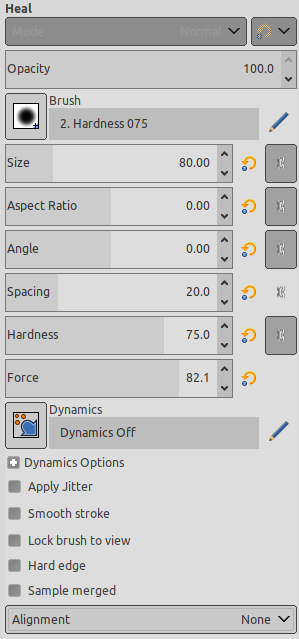 Heal
Mode Normal
Opacity 100.0
Brush
2. Hardness 075
Size 80.00
Aspect Ratio 0.00
Angle 0.00
Spacing 20.0
Hardness 75.0
Force 82.1
Dynamics
Dynamics Off
Dynamics Options
Apply Jitter
Smooth stroke
Lock brush to view
Hard edge
Sample merged
Alignment None